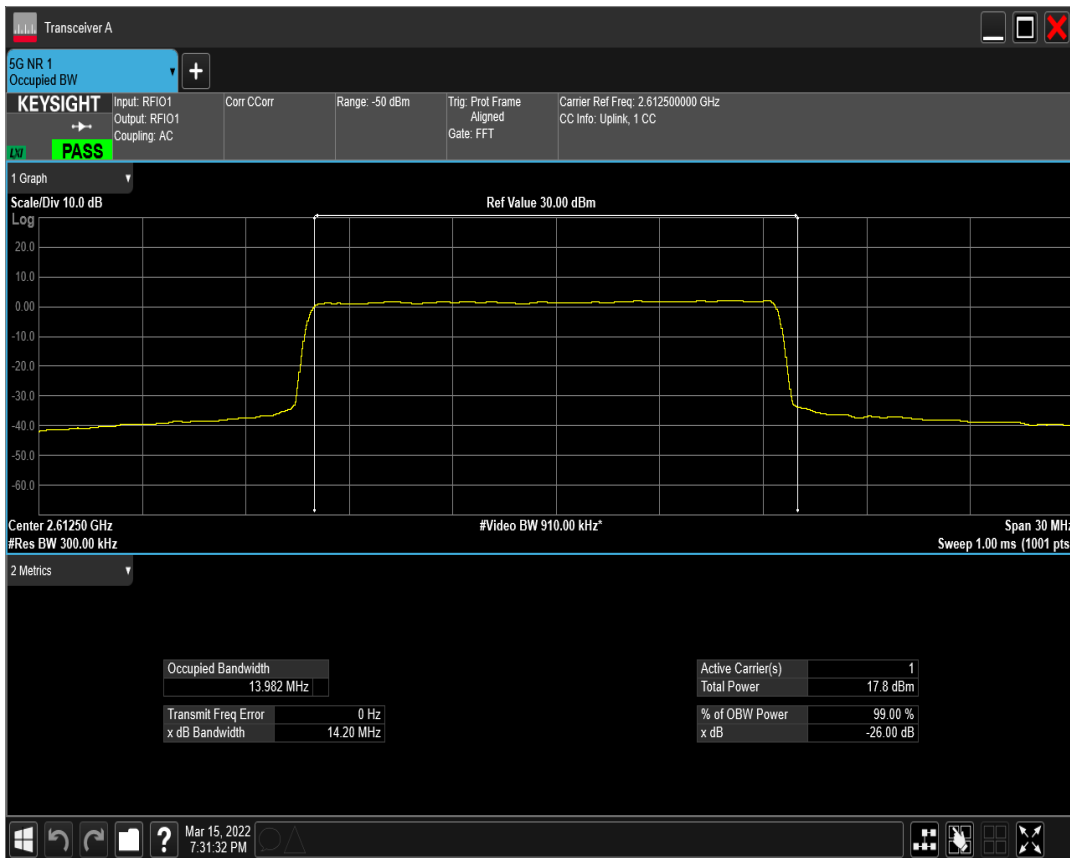 Transceiver A
5G NR 1
Occupied BW
KEYSIGHT
LXI
PASS
Input: RFIO1
Output: RFIO1
Coupling: AC
Corr CCorr
Range: -50 dBm
Trig: Prot Frame
Aligned
Gate: FFT
Carrier Ref Freq: 2.612500000 GHz
CC Info: Uplink, 1 CC
1 Graph
Scale/Div 10.0 dB
Ref Value 30.00 dBm
Log
20.0
10.0
0.00
-10.0
-20.0
-30.0
-40.0
-50.0
-60.0
Center 2.61250 GHz
#Video BW 910.00 kHz*
Span 30 MHz
#Res BW 300.00 kHz
Sweep 1.00 ms (1001 pts
2 Metrics
Occupied Bandwidth
13.982 MHz
Transmit Freq Error 0 Hz
x dB Bandwidth 14.20 MHz
Active Carrier(s) 1
Total Power 17.8 dBm
% of OBW Power 99.00 %
x dB -26.00 dB
?
Mar 15, 2022
7:31:32 PM